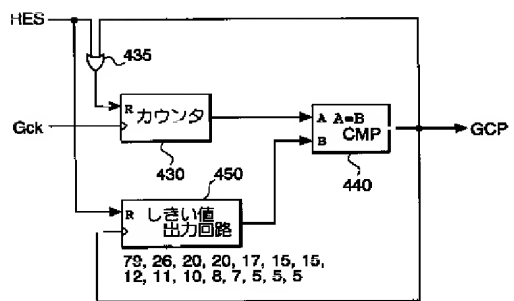 HES
435
R カウンタ
Gck
430
A A=B
CMP
B
440
GCP
450
R しきい値
出力回路
79, 26, 20, 20, 17, 15, 15,
12, 11, 10, 8, 7, 5, 5, 5